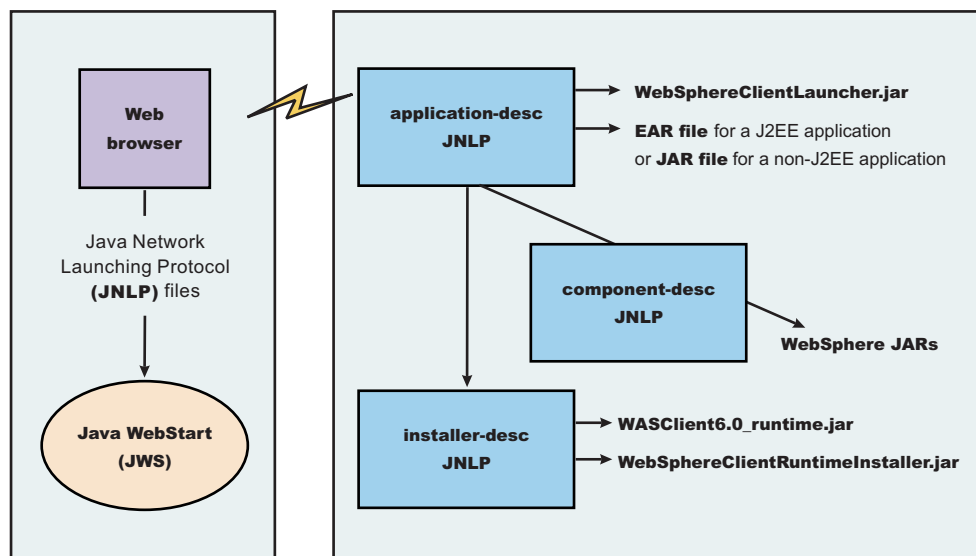 Web
browser
Java Network
Launching Protocol
(JNLP) files
Java WebStart
(JWS)
application-desc
JNLP
WebSphereClientLauncher.jar
EAR file for a J2EE application
or JAR file for a non-J2EE application
component-desc
JNLP
WebSphere JARs
installer-desc
JNLP
WASClient6.0_runtime.jar
WebSphereClientRuntimeInstaller.jar